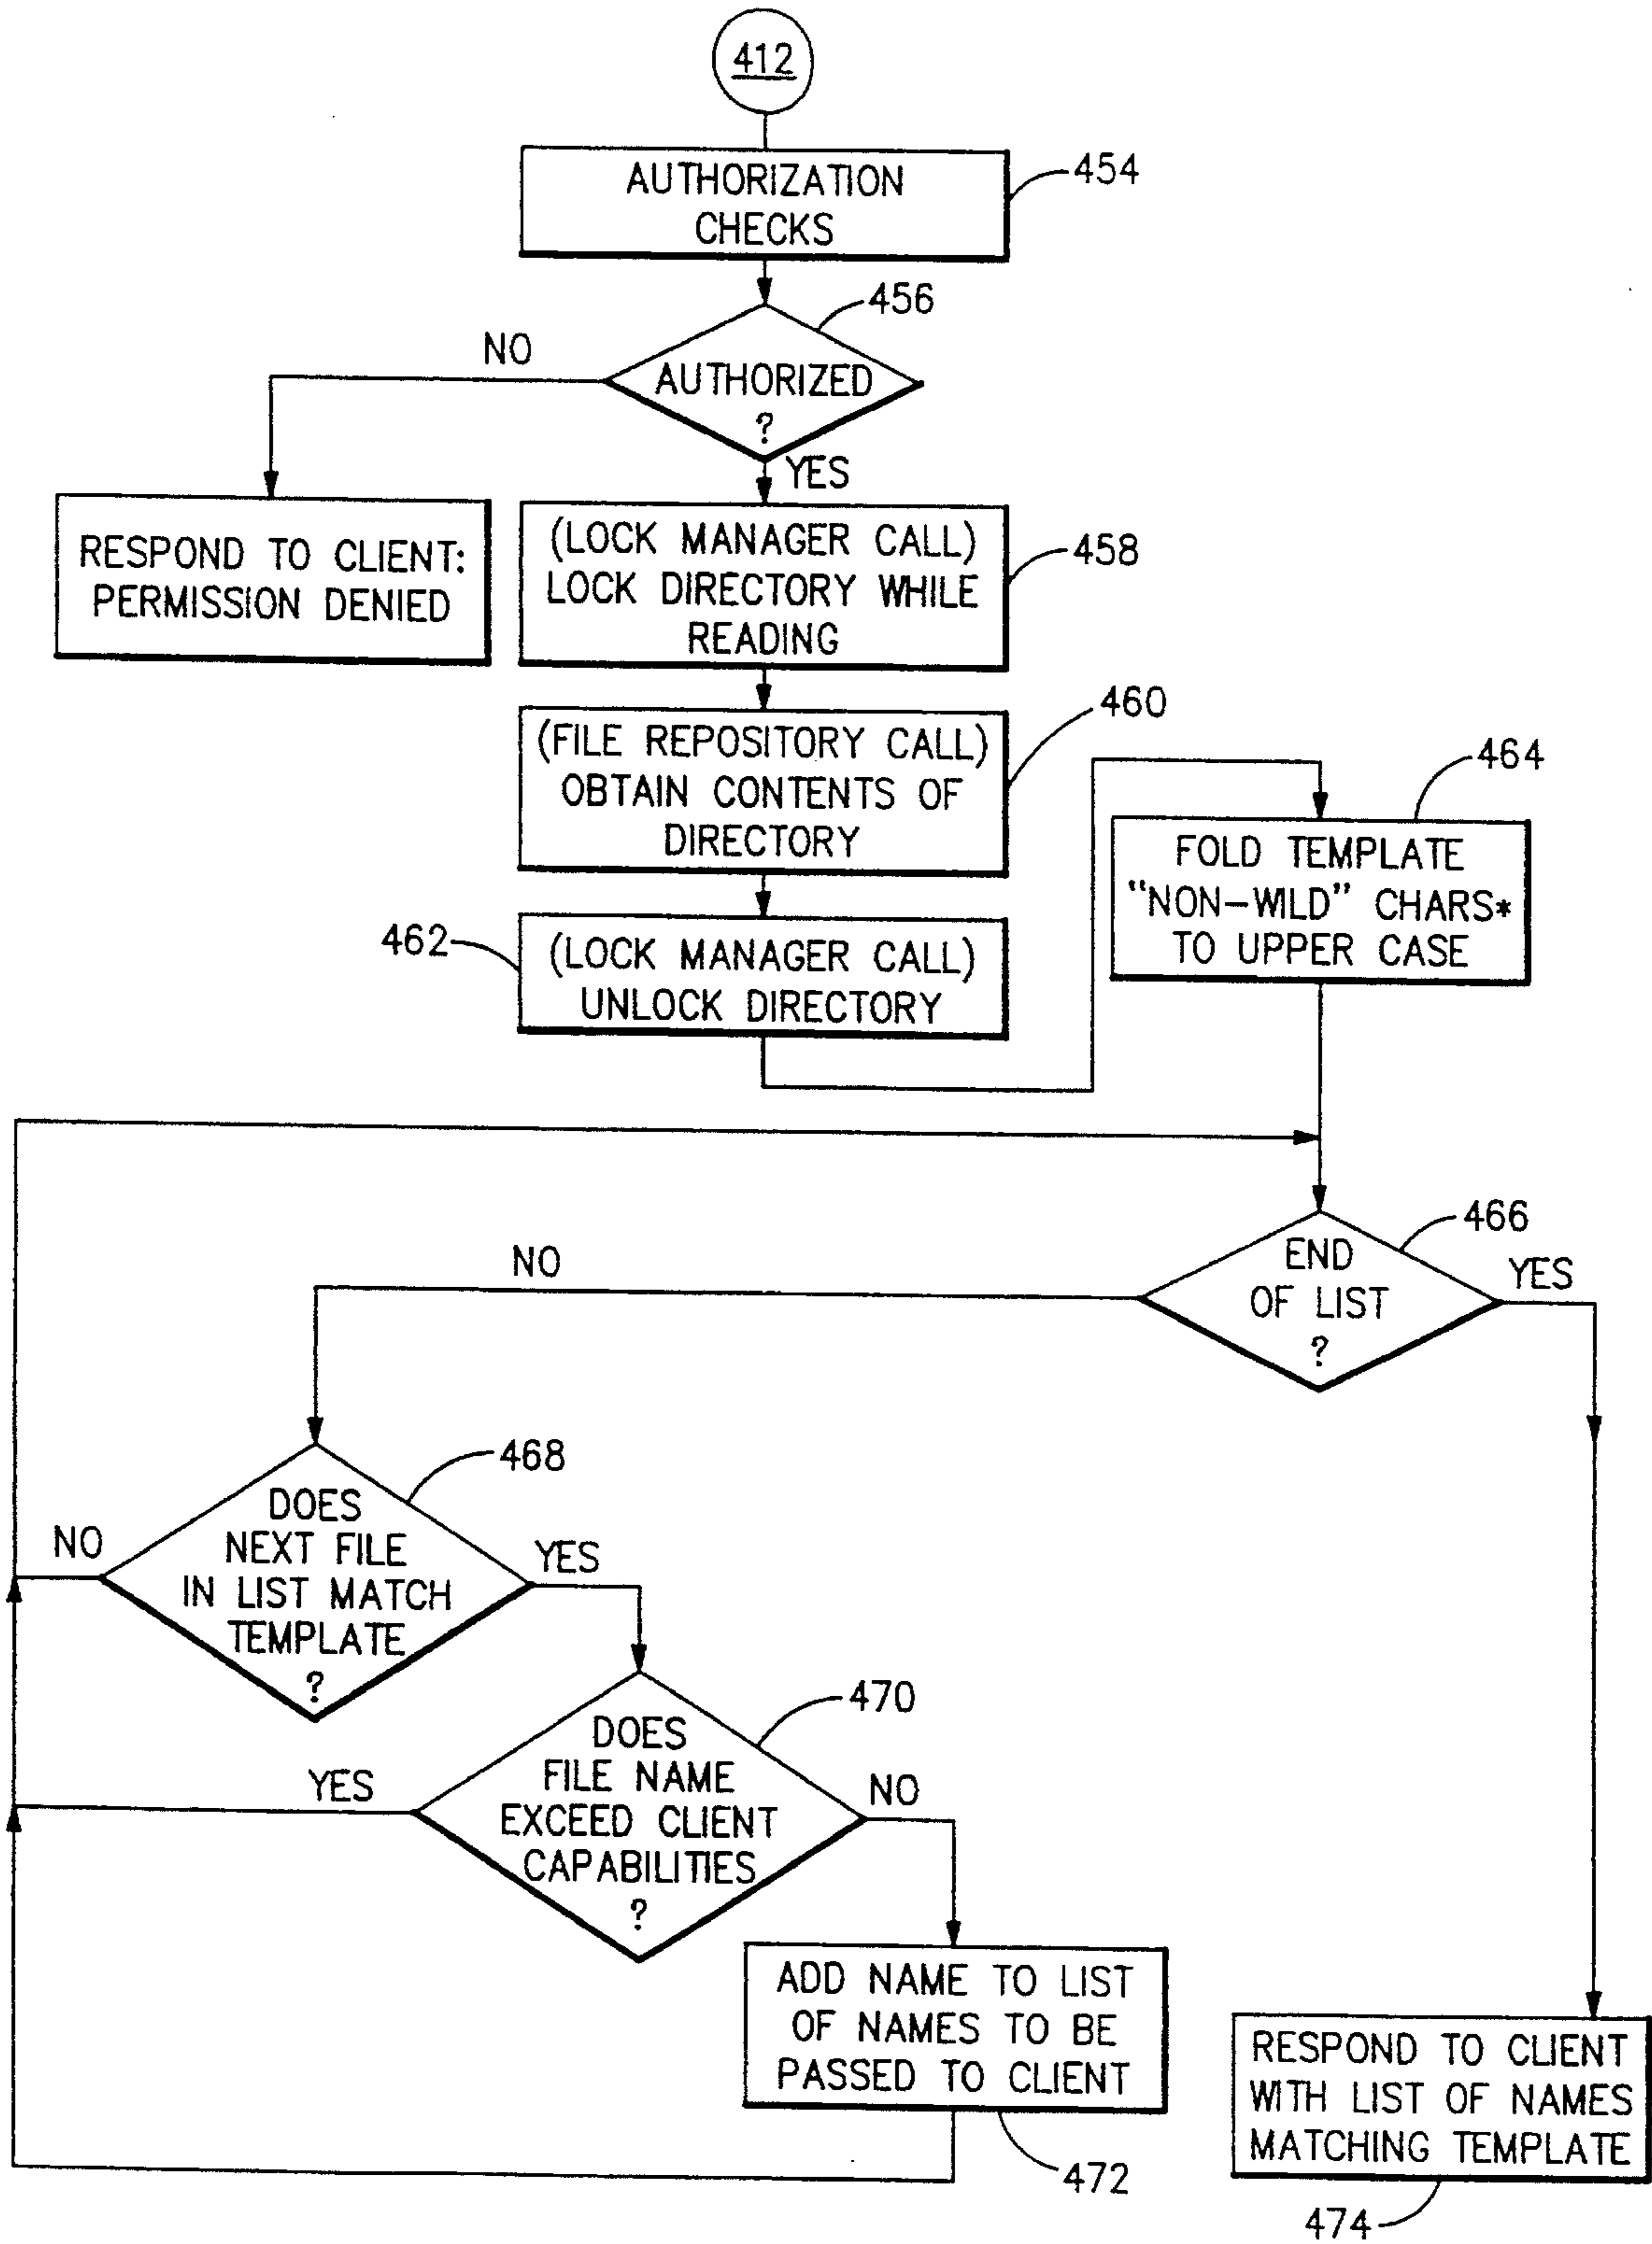 412
AUTHORIZATION
CHECKS
454
456
NO
AUTHORIZED
?
YES
RESPOND TO CLIENT:
PERMISSION DENIED
(LOCK MANAGER CALL)
LOCK DIRECTORY WHILE
READING
458
(FILE REPOSITORY CALL)
OBTAIN CONTENTS OF
DIRECTORY
460
462
(LOCK MANAGER CALL)
UNLOCK DIRECTORY
464
FOLD TEMPLATE
"NON-WILD" CHARS*
TO UPPER CASE
466
END
OF LIST
?
NO
YES
468
DOES
NEXT FILE
IN LIST MATCH
TEMPLATE
?
NO
YES
470
DOES
FILE NAME
EXCEED CLIENT
CAPABILITIES
?
YES
NO
ADD NAME TO LIST
OF NAMES TO BE
PASSED TO CLIENT
472
RESPOND TO CLIENT
WITH LIST OF NAMES
MATCHING TEMPLATE
474